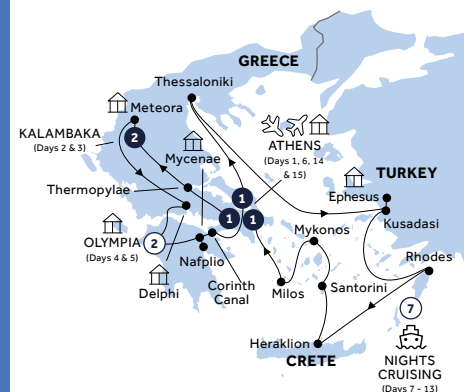 GREECE
Thessaloniki
Meteora
KALAMBAKA
(Days 2 & 3)
2
Mycenae
ATHENS
(Days 1, 6, 14
& 15)
TURKEY
Thermopylae
Ephesus
1
1
1
Kusadasi
OLYMPIA
(Days 4 & 5)
2
Mykonos
Nafplio
Rhodes
Delphi
Corinth
Canal
Milos
Santorini
7
NIGHTS
CRUISING
(Days 7 - 13)
Heraklion
CRETE